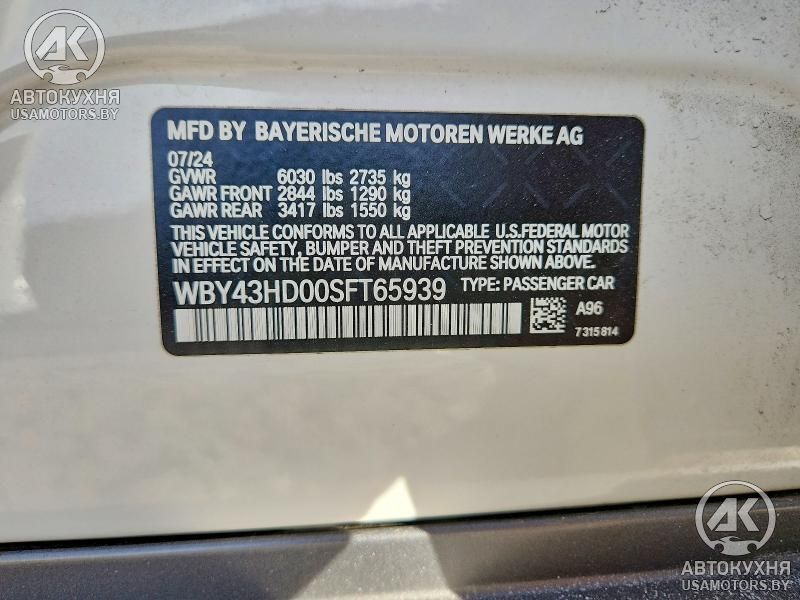 AK
АВТОКУХНЯ
USAMOTORS.BY
MFD BY BAYERISCHE MOTOREN WERKE AG
07/24
GVWR 6030 lbs 2735 kg
GAWR FRONT 2844 lbs 1290 kg
GAWR REAR 3417 lbs 1550 kg
THIS VEHICLE CONFORMS TO ALL APPLICABLE U.S.FEDERAL MOTOR
VEHICLE SAFETY, BUMPER AND THEFT PREVENTION STANDARDS
IN EFFECT ON THE DATE OF MANUFACTURE SHOWN ABOVE.
WBY43HD00SFT65939 TYPE: PASSENGER CAR
A96
7315814
AK
АВТОКУХНЯ
USAMOTORS.BY